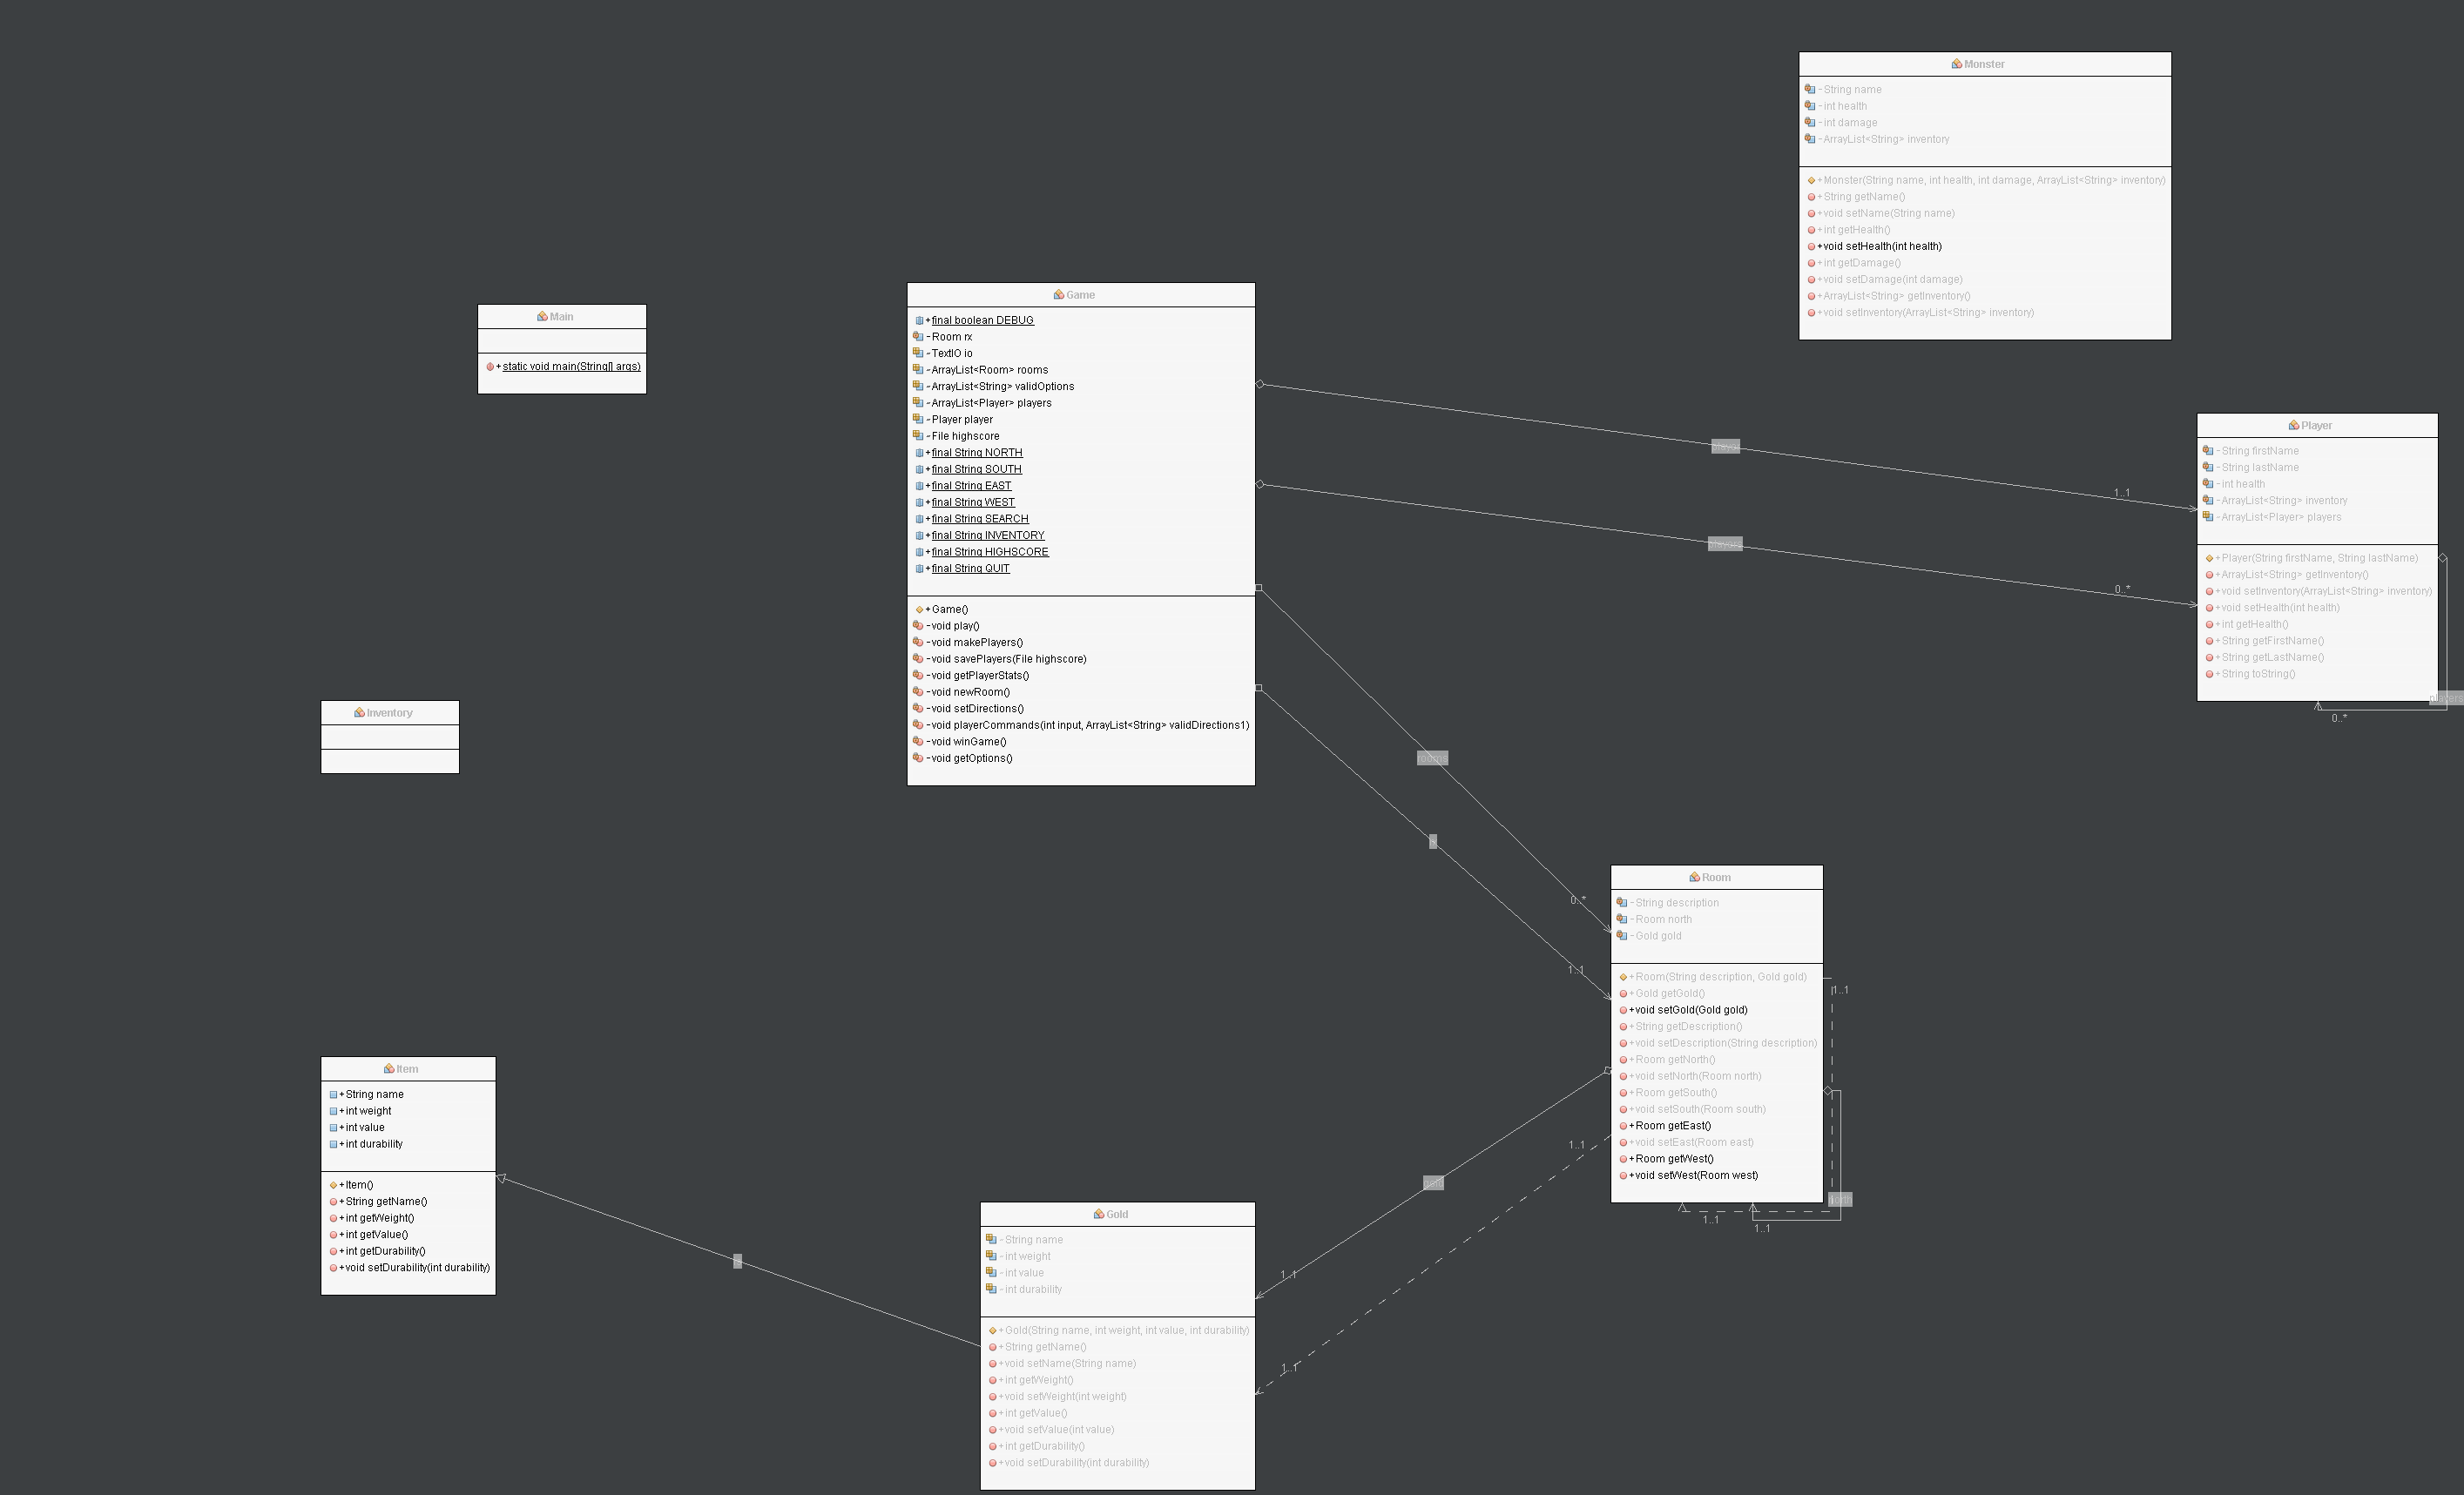 Monster
-String name
-int health
-int damage
-ArrayList<String> inventory
+Monster(String name, int health, int damage, ArrayList<String> inventory)
+String getName()
+void setName(String name)
+int getHealth()
+void setHealth(int health)
+int getDamage()
+void setDamage(int damage)
+ArrayList<String> getInventory()
+void setInventory(ArrayList<String> inventory)
Game
+final boolean DEBUG
-Room rx
-TextIO io
-ArrayList<Room> rooms
-ArrayList<String> validOptions
-ArrayList<Player> players
-Player player
-File highscore
+final String NORTH
+final String SOUTH
+final String EAST
+final String WEST
+final String SEARCH
+final String INVENTORY
+final String HIGHSCORE
+final String QUIT
+Game()
-void play()
-void makePlayers()
-void savePlayers(File highscore)
-void getPlayerStats()
-void newRoom()
-void setDirections()
-void playerCommands(int input, ArrayList<String> validDirections1)
-void winGame()
-void getOptions()
Main
+static void main(String[] args)
player
1..1
players
0..*
Player
-String firstName
-String lastName
-int health
-ArrayList<String> inventory
-ArrayList<Player> players
+Player(String firstName, String lastName)
+ArrayList<String> getInventory()
+void setInventory(ArrayList<String> inventory)
+void setHealth(int health)
+int getHealth()
+String getFirstName()
+String getLastName()
+String toString()
players
0..*
Inventory
rooms
0..*
1..1
Room
-String description
-Room north
-Gold gold
+Room(String description, Gold gold)
+Gold getGold()
+void setGold(Gold gold)
+String getDescription()
+void setDescription(String description)
+Room getNorth()
+void setNorth(Room north)
+Room getSouth()
+void setSouth(Room south)
+Room getEast()
+void setEast(Room east)
+Room getWest()
+void setWest(Room west)
1..1
north
1..1
1..1
1..1
gold
1..1
1..1
Item
+String name
+int weight
+int value
+int durability
+Item()
+String getName()
+int getWeight()
+int getValue()
+int getDurability()
+void setDurability(int durability)
Gold
-String name
-int weight
-int value
-int durability
+Gold(String name, int weight, int value, int durability)
+String getName()
+void setName(String name)
+int getWeight()
+void setWeight(int weight)
+int getValue()
+void setValue(int value)
+int getDurability()
+void setDurability(int durability)